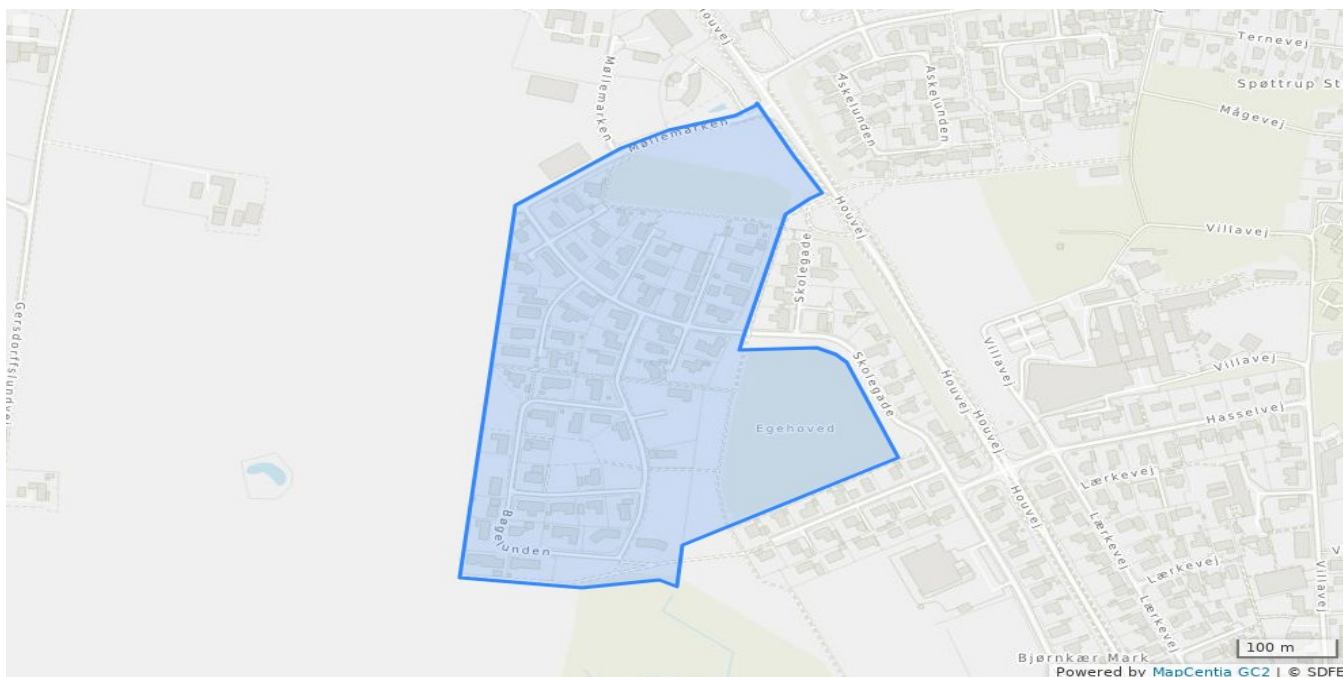 Houvej
Ternevej
Møllemarken
Askelunden
Askelunden
Spøttrup St
Mågevej
Møllemarken
Houvej
Villavej
Skolegade
Gersdorffslundvej
Villavej
Skolegade
Houvej
Houvej
Villavej
Hasselvej
Egehoved
Lærkevej
Houvej
Lærkevej
Bøgelunden
Lærkevej
Lærkevej
Villavej
V
100 m
Bjørnkær Mark
Powered by MapCentia GC2 | © SDFE